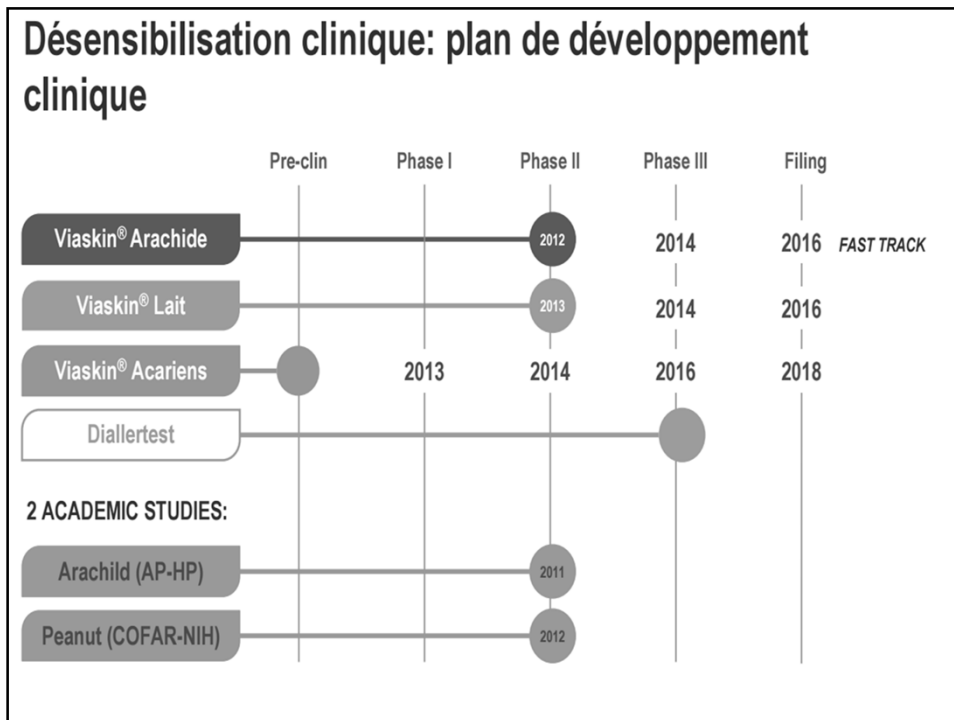 Désensibilisation clinique: plan de développement
clinique
Pre-clin Phase I Phase II Phase III Filing
Viaskin® Arachide 2012 2014 2016 FAST TRACK
Viaskin® Lait 2013 2014 2016
Viaskin® Acariens 2013 2014 2016 2018
Diallertest
2 ACADEMIC STUDIES:
Arachild (AP-HP) 2011
Peanut (COFAR-NIH) 2012